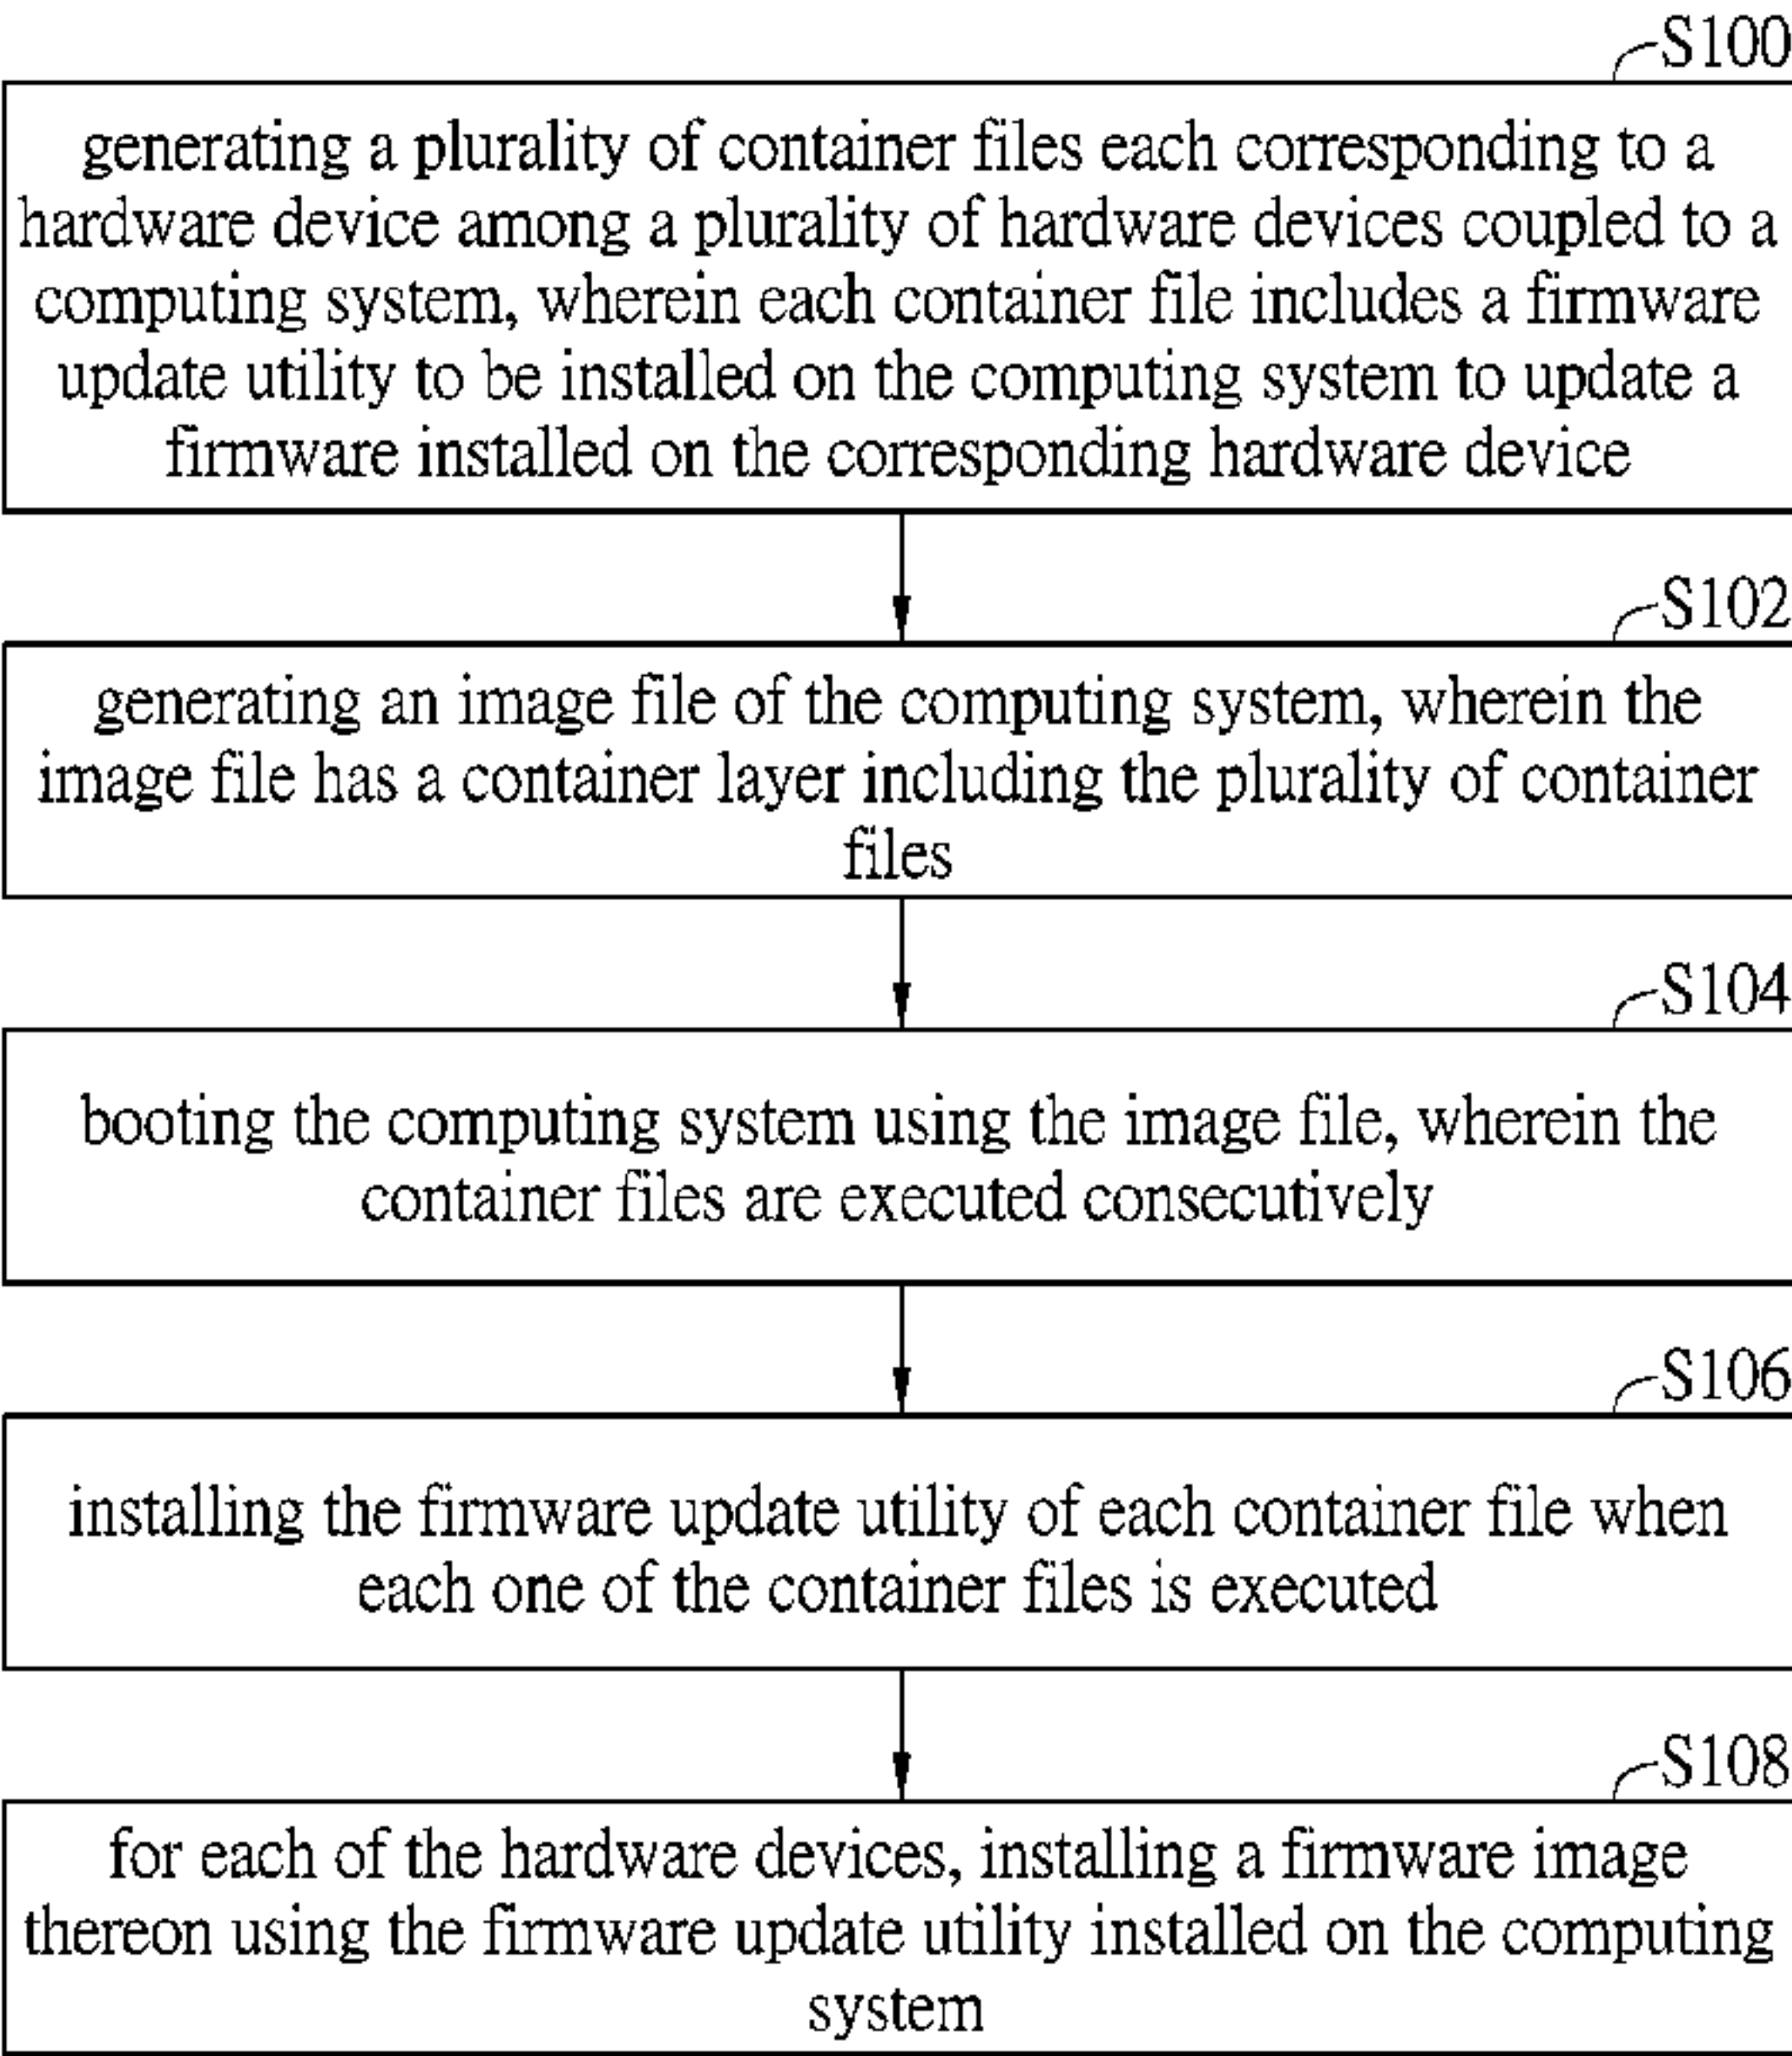 S100
generating a plurality of container files each corresponding to a
hardware device among a plurality of hardware devices coupled to a
computing system, wherein each container file includes a firmware
update utility to be installed on the computing system to update a
firmware installed on the corresponding hardware device
S102
generating an image file of the computing system, wherein the
image file has a container layer including the plurality of container
files
S104
booting the computing system using the image file, wherein the
container files are executed consecutively
S106
installing the firmware update utility of each container file when
each one of the container files is executed
S108
for each of the hardware devices, installing a firmware image
thereon using the firmware update utility installed on the computing
system